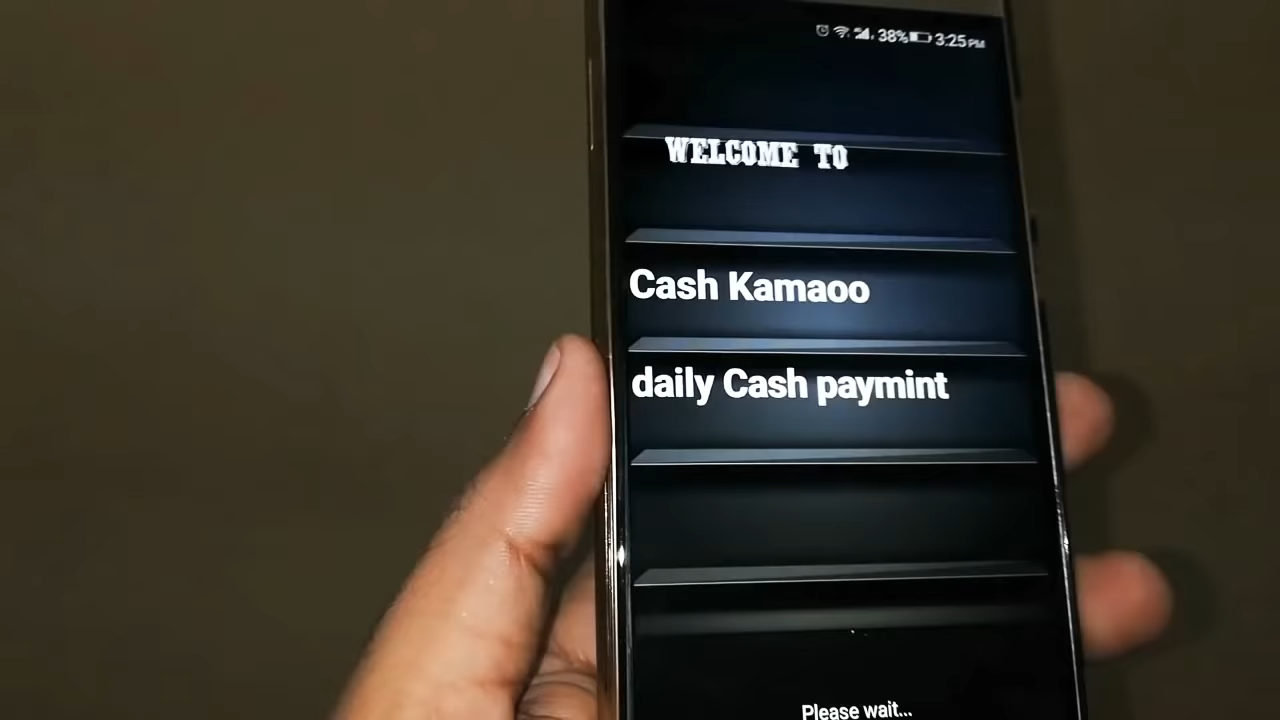 38% 3:25 PM
WELCOME TO
Cash Kamaoo
daily Cash paymint
Please wait...